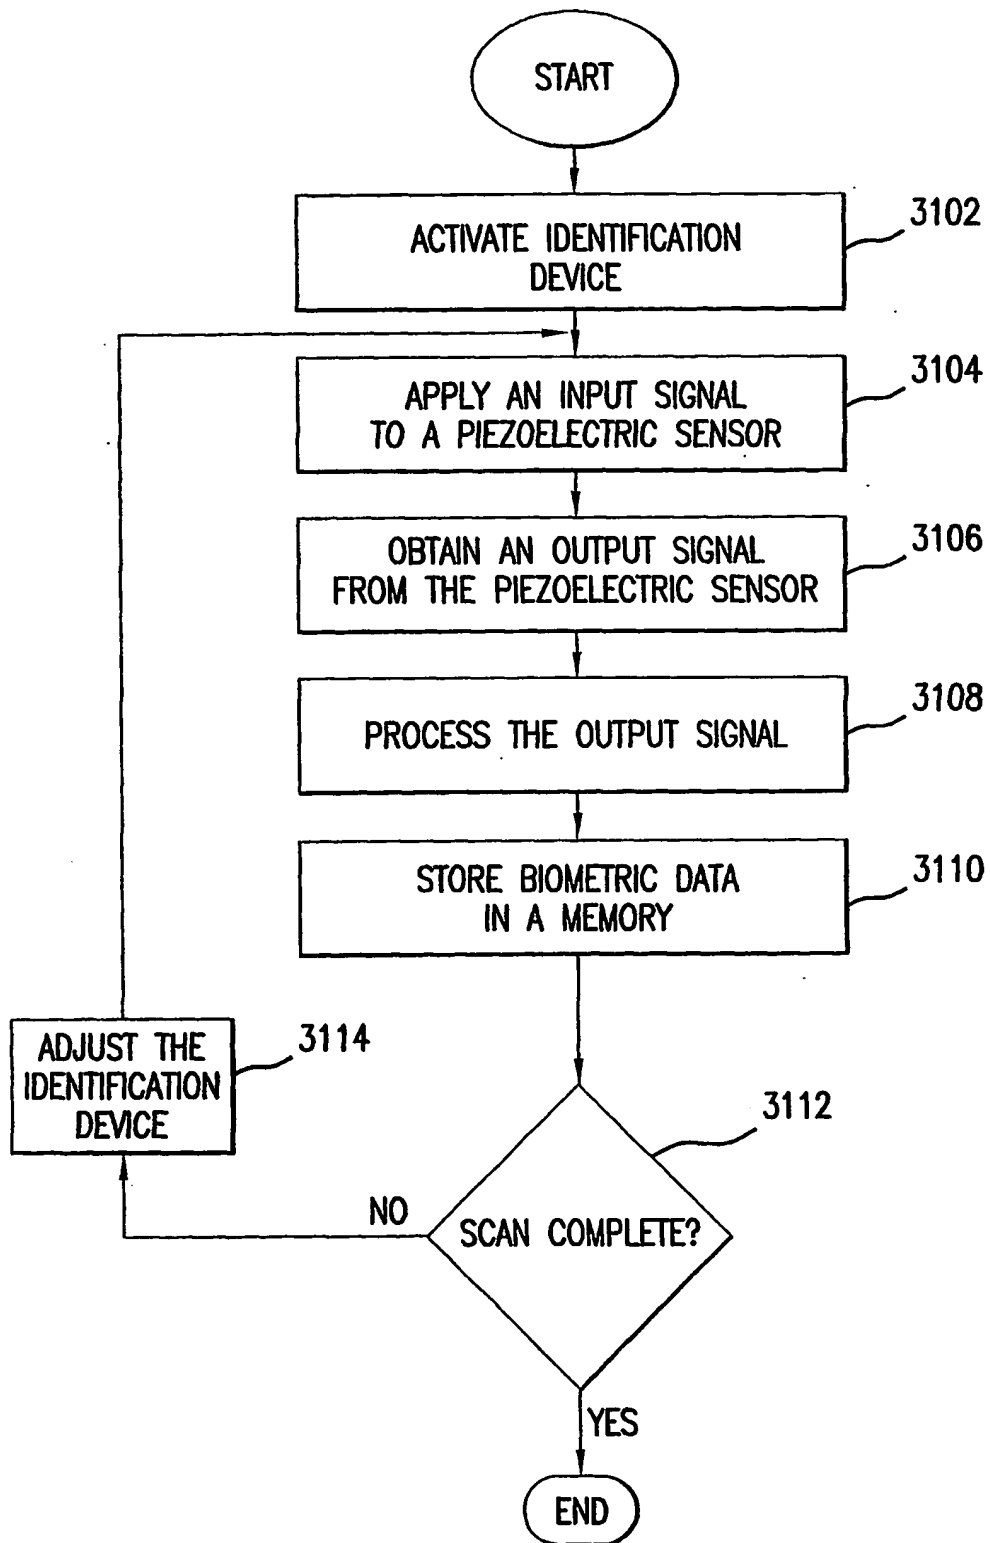 START
ACTIVATE IDENTIFICATION
DEVICE
3102
APPLY AN INPUT SIGNAL
TO A PIEZOELECTRIC SENSOR
3104
OBTAIN AN OUTPUT SIGNAL
FROM THE PIEZOELECTRIC SENSOR
3106
PROCESS THE OUTPUT SIGNAL
3108
STORE BIOMETRIC DATA
IN A MEMORY
3110
ADJUST THE
IDENTIFICATION
DEVICE
3114
3112
NO
SCAN COMPLETE?
YES
END